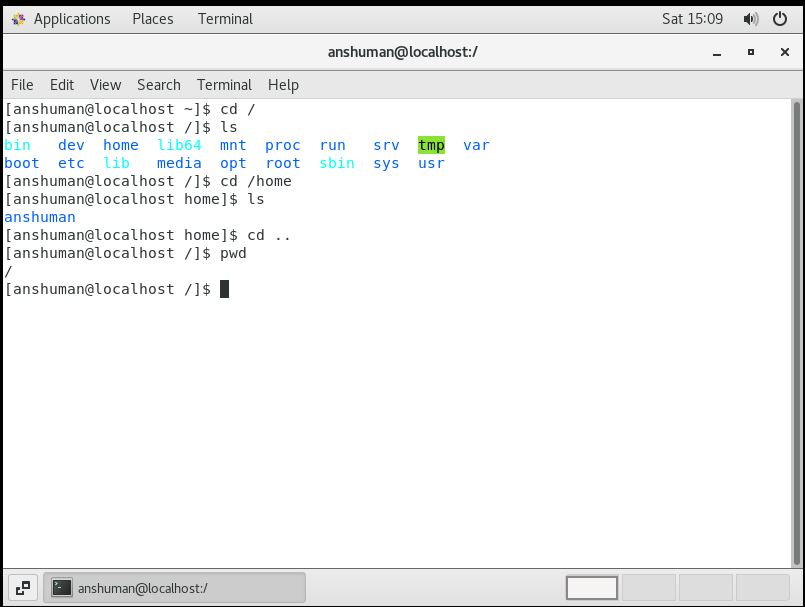 Applications Places Terminal Sat 15:09
anshuman@localhost:/
File Edit View Search Terminal Help
[anshuman@localhost ~]$ cd /
[anshuman@localhost /]$ ls
bin   dev  home  lib64  mnt  proc  run   srv  tmp  var
boot  etc  lib   media  opt  root  sbin  sys  usr
[anshuman@localhost /]$ cd /home
[anshuman@localhost home]$ ls
anshuman
[anshuman@localhost home]$ cd ..
[anshuman@localhost /]$ pwd
/
[anshuman@localhost /]$
anshuman@localhost:/